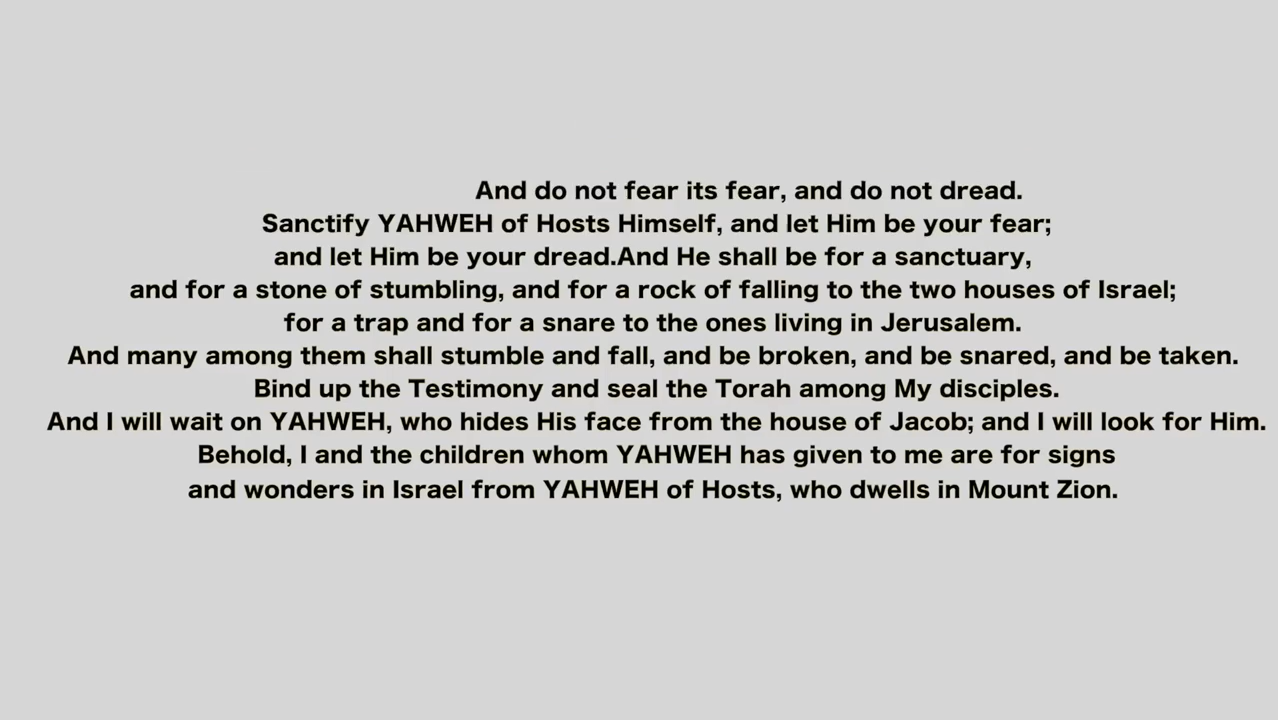 And do not fear its fear, and do not dread.
Sanctify YAHWEH of Hosts Himself, and let Him be your fear;
and let Him be your dread.And He shall be for a sanctuary,
and for a stone of stumbling, and for a rock of falling to the two houses of Israel;
for a trap and for a snare to the ones living in Jerusalem.
And many among them shall stumble and fall, and be broken, and be snared, and be taken.
Bind up the Testimony and seal the Torah among My disciples.
And I will wait on YAHWEH, who hides His face from the house of Jacob; and I will look for Him.
Behold, I and the children whom YAHWEH has given to me are for signs
and wonders in Israel from YAHWEH of Hosts, who dwells in Mount Zion.